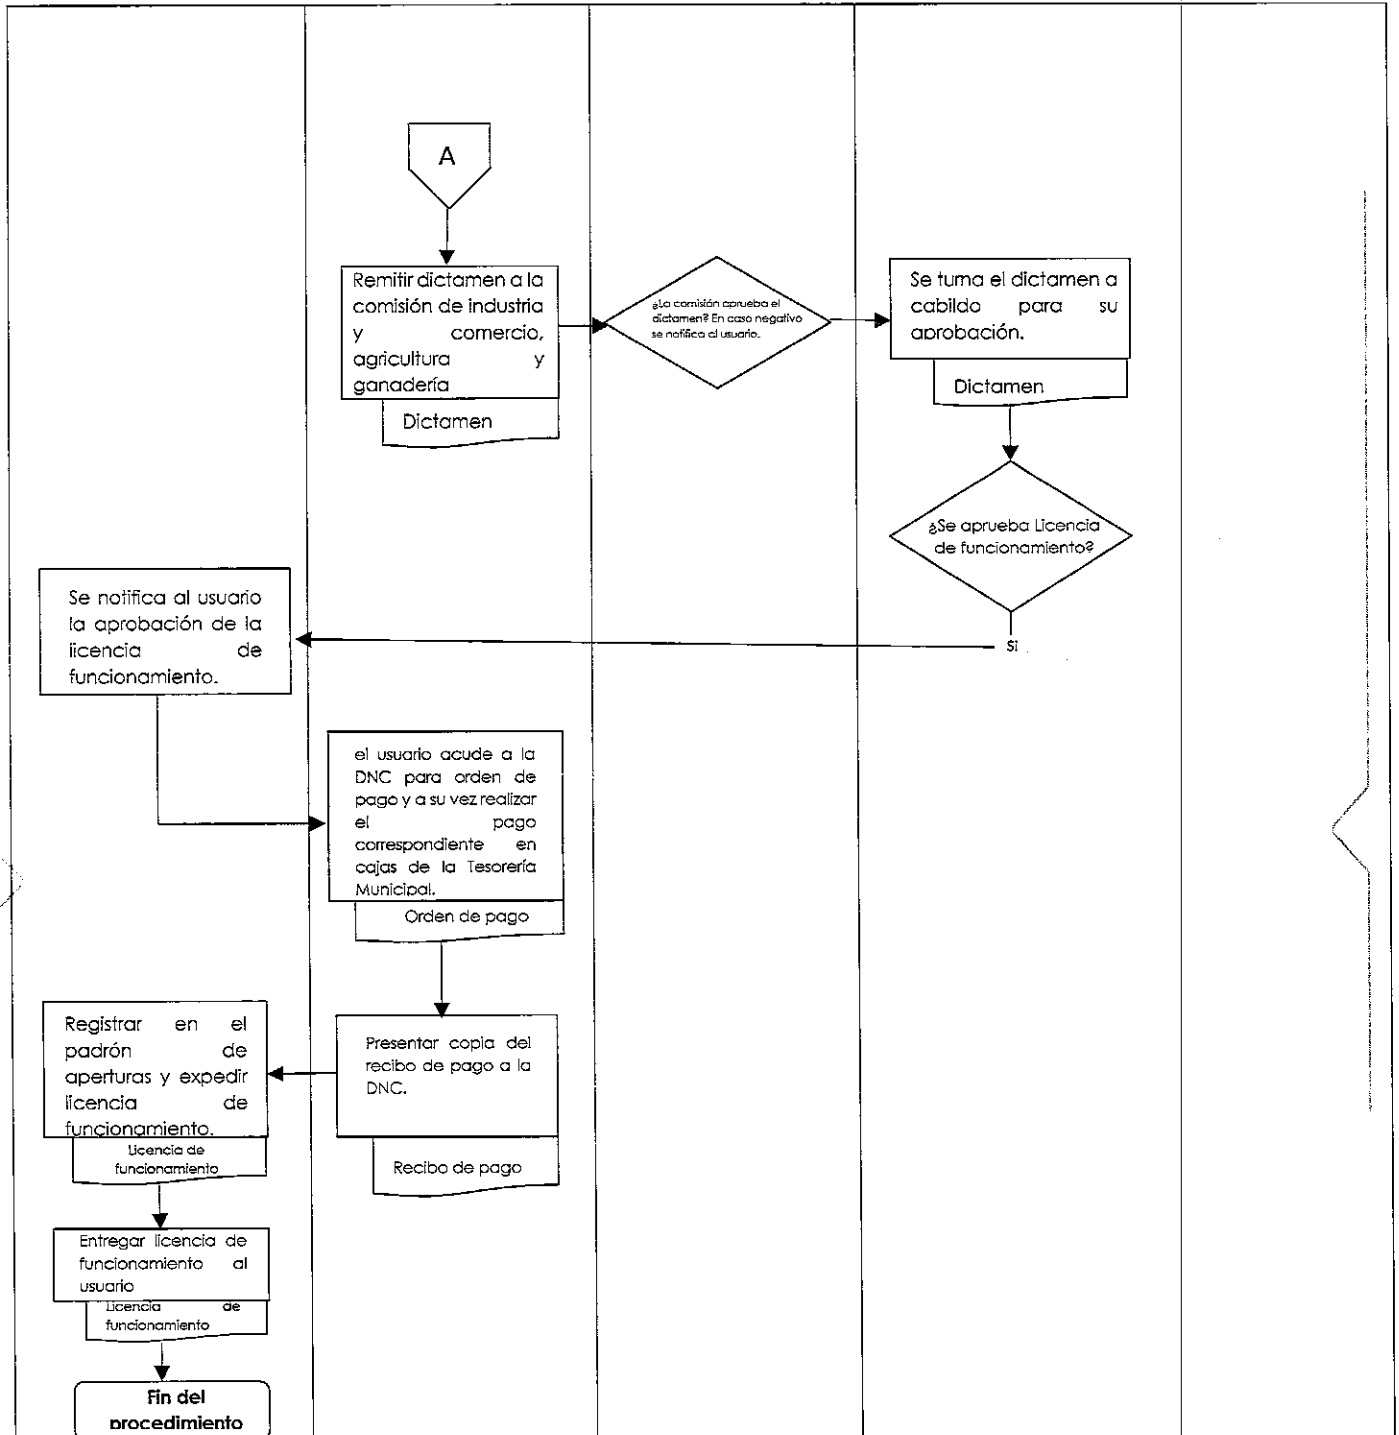 A
Remitir dictamen a la
comisión de industria
y comercio,
agricultura y
ganadería
Dictamen
¿La comisión aprueba el
dictamen? En caso negativo
se notifica al usuario.
Se turna el dictamen a
cabildo para su
aprobación.
Dictamen
¿Se aprueba Licencia
de funcionamiento?
Si
Se notifica al usuario
la aprobación de la
licencia de
funcionamiento.
el usuario acude a la
DNC para orden de
pago y a su vez realizar
el pago
correspondiente en
cajas de la Tesorería
Municipal.
Orden de pago
Presentar copia del
recibo de pago a la
DNC.
Recibo de pago
Registrar en el
padrón de
aperturas y expedir
licencia de
funcionamiento.
Licencia de
funcionamiento
Entregar licencia de
funcionamiento al
usuario
Licencia de
funcionamiento
Fin del
procedimiento